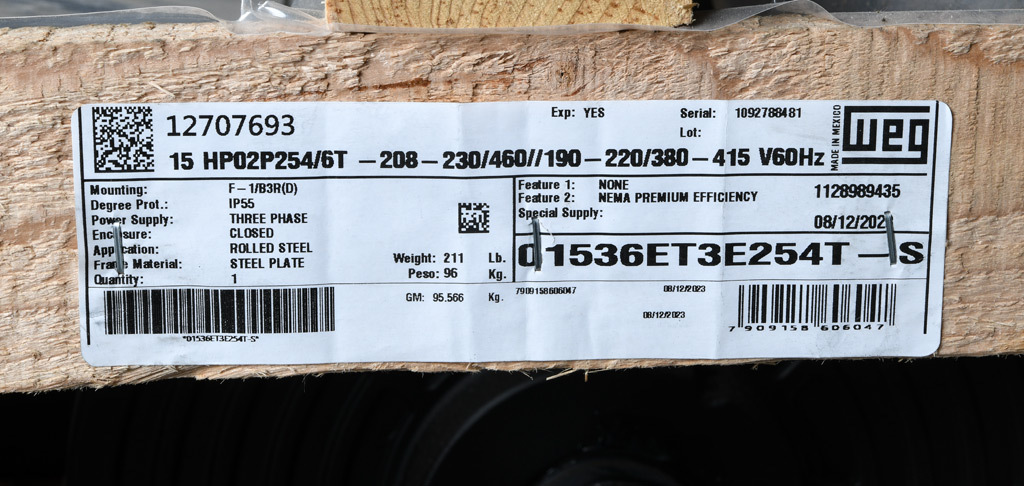 12707693
Exp: YES
Serial: 1092788481
Lot:
MADE IN MEXICO
WEG
15 HP02P254/6T -208-230/460//190-220/380-415 V60Hz
Mounting: F-1/B3R(D)
Degree Prot.: IP55
Power Supply: THREE PHASE
Enclosure: CLOSED
Application: ROLLED STEEL
Frame Material: STEEL PLATE
Quantity: 1
Weight: 211 Lb.
Peso: 96 Kg.
GM: 95.566 Kg.
*01536ET3E254T-S*
Feature 1: NONE
Feature 2: NEMA PREMIUM EFFICIENCY
Special Supply:
1128989435
08/12/2023
01536ET3E254T-S
7909158606047
08/12/2023
08/12/2023
7 909158 606047